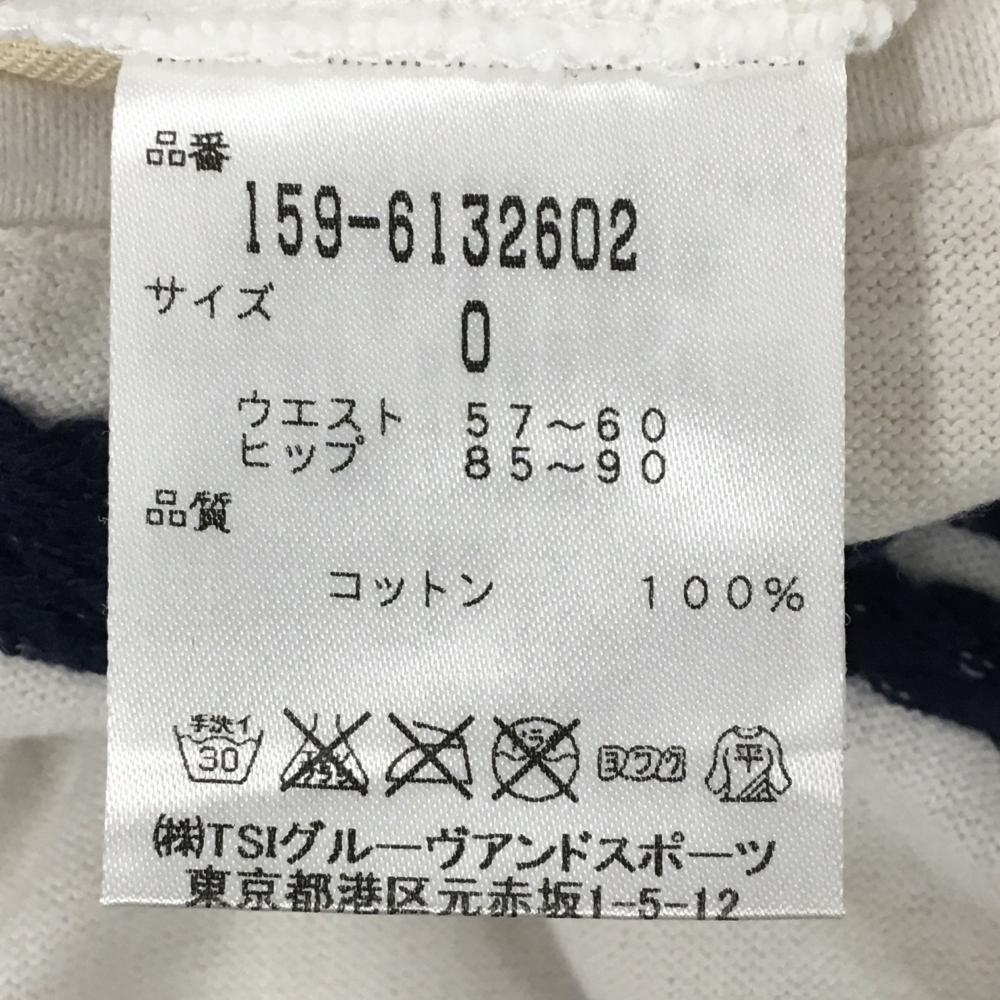 品番
159-6132602
サイズ
0
ウエスト 57～60
ヒップ 85～90
品質
コットン 100%
手洗イ
30
平
㈱TSIグルーヴアンドスポーツ
東京都港区元赤坂1-5-12